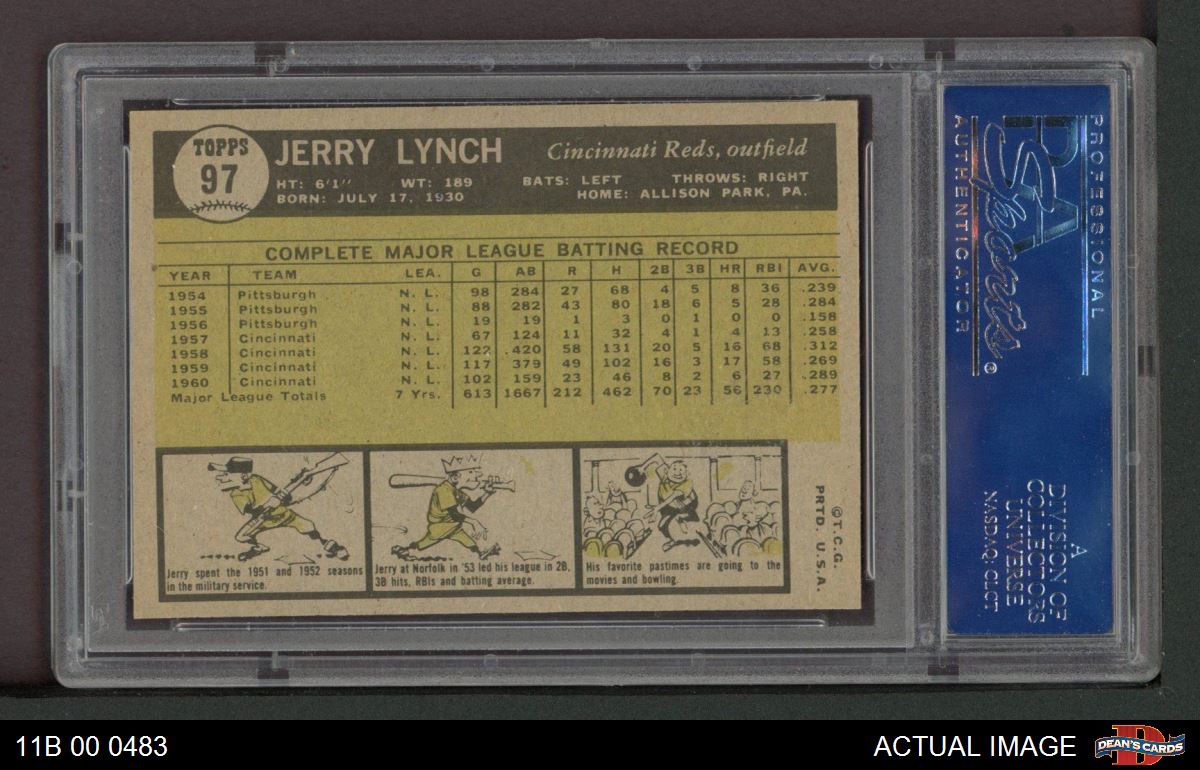 TOPPS
97
JERRY LYNCH Cincinnati Reds, outfield
HT: 6'1" WT: 189 BATS: LEFT THROWS: RIGHT
BORN: JULY 17, 1930 HOME: ALLISON PARK, PA.
COMPLETE MAJOR LEAGUE BATTING RECORD
YEAR TEAM LEA. G AB R H 2B 3B HR RBI AVG.
1954 Pittsburgh N. L. 98 284 27 68 4 5 8 36 .239
1955 Pittsburgh N. L. 88 282 43 80 18 6 5 28 .284
1956 Pittsburgh N. L. 19 19 1 3 0 1 0 0 .158
1957 Cincinnati N. L. 67 124 11 32 4 1 4 13 .258
1958 Cincinnati N. L. 122 .420 58 131 20 5 16 68 .312
1959 Cincinnati N. L. 117 379 49 102 16 3 17 58 .269
1960 Cincinnati N. L. 102 159 23 46 8 2 6 27 .289
Major League Totals 7 Yrs. 613 1667 212 462 70 23 56 230 .277
Jerry spent the 1951 and 1952 seasons
in the military service.
Jerry at Norfolk in '53 led his league in 2B,
3B hits, RBIs and batting average.
His favorite pastimes are going to the
movies and bowling.
©T.C.G.
PRTD. U.S.A.
PROFESSIONAL
PSA
Sports®
AUTHENTICATOR
A
DIVISION OF
COLLECTORS
UNIVERSE
NASDAQ: CLCT
11B 00 0483
ACTUAL IMAGE
D
DEAN'S CARDS